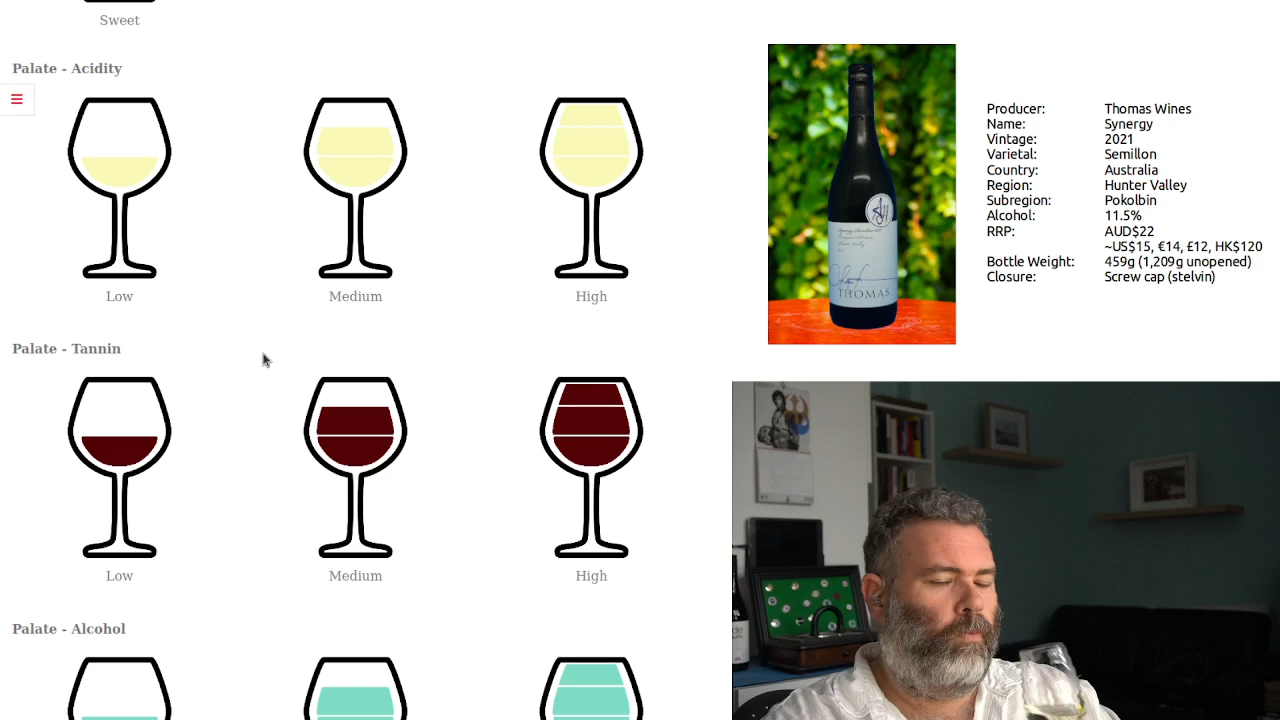 Sweet
Palate - Acidity
Low
Medium
High
Palate - Tannin
Low
Medium
High
Palate - Alcohol
Producer: Thomas Wines
Name: Synergy
Vintage: 2021
Varietal: Semillon
Country: Australia
Region: Hunter Valley
Subregion: Pokolbin
Alcohol: 11.5%
RRP: AUD$22
~US$15, €14, £12, HK$120
Bottle Weight: 459g (1,209g unopened)
Closure: Screw cap (stelvin)
THOMAS